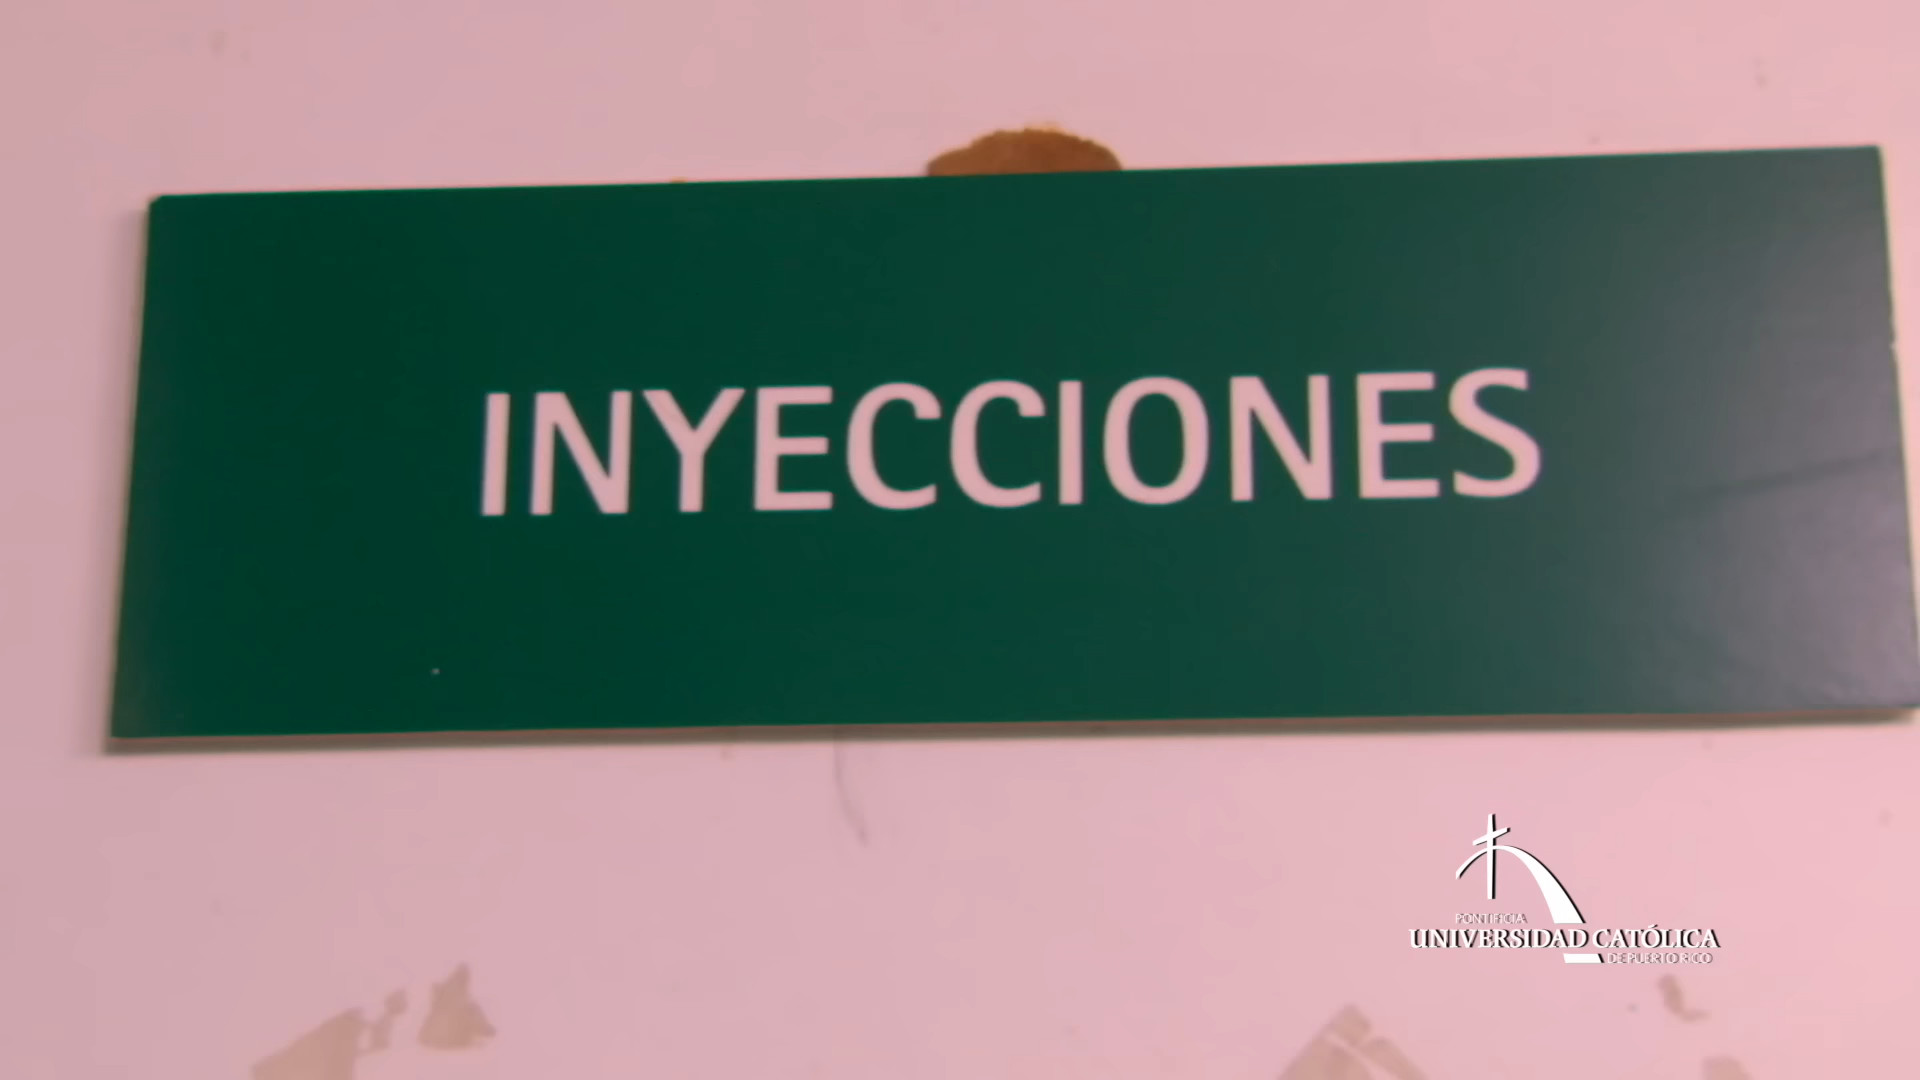 INYECCIONES
PONTIFICIA
UNIVERSIDAD CATÓLICA
DE PUERTO RICO